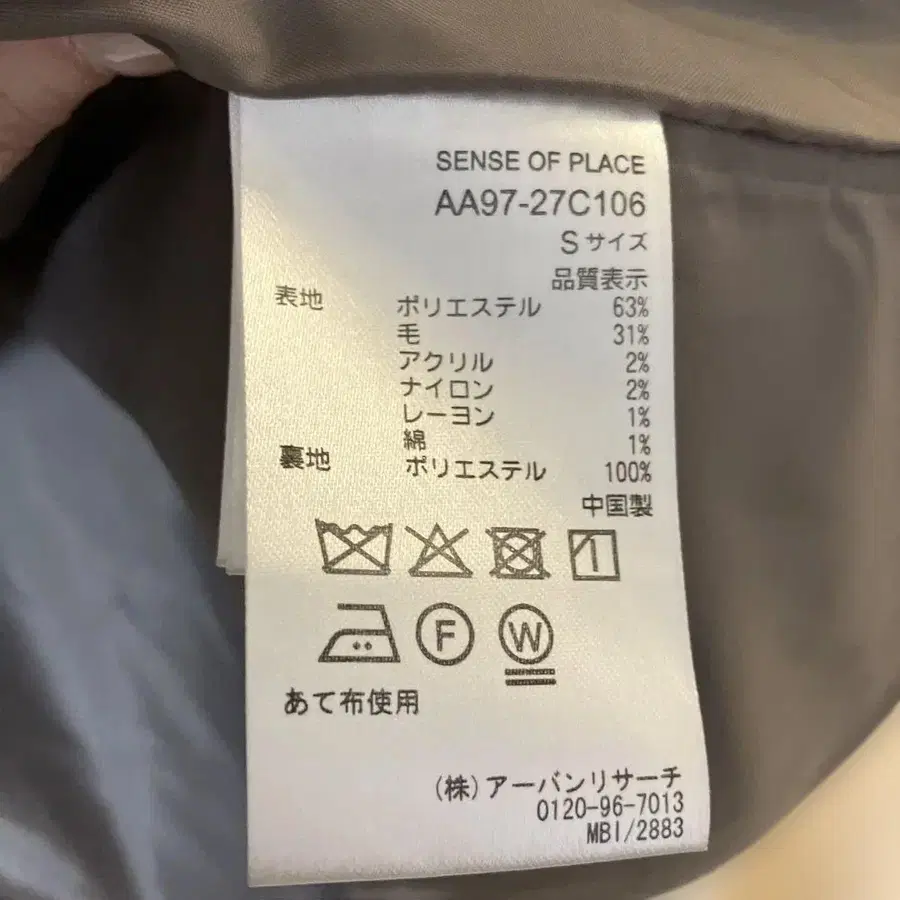 SENSE OF PLACE
AA97-27C106
S サイズ
品質表示
表地 ポリエステル 63%
毛 31%
アクリル 2%
ナイロン 2%
レーヨン 1%
綿 1%
裏地 ポリエステル 100%
中国製
F W
あて布使用
(株)アーバンリサーチ
0120-96-7013
MBI/2883